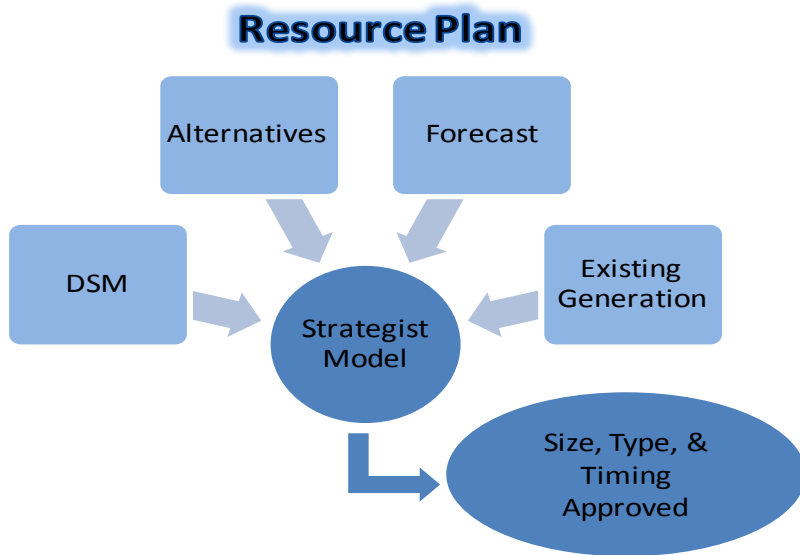 Resource Plan
Alternatives
Forecast
DSM
Existing
Generation
Strategist
Model
Size, Type, &
Timing
Approved